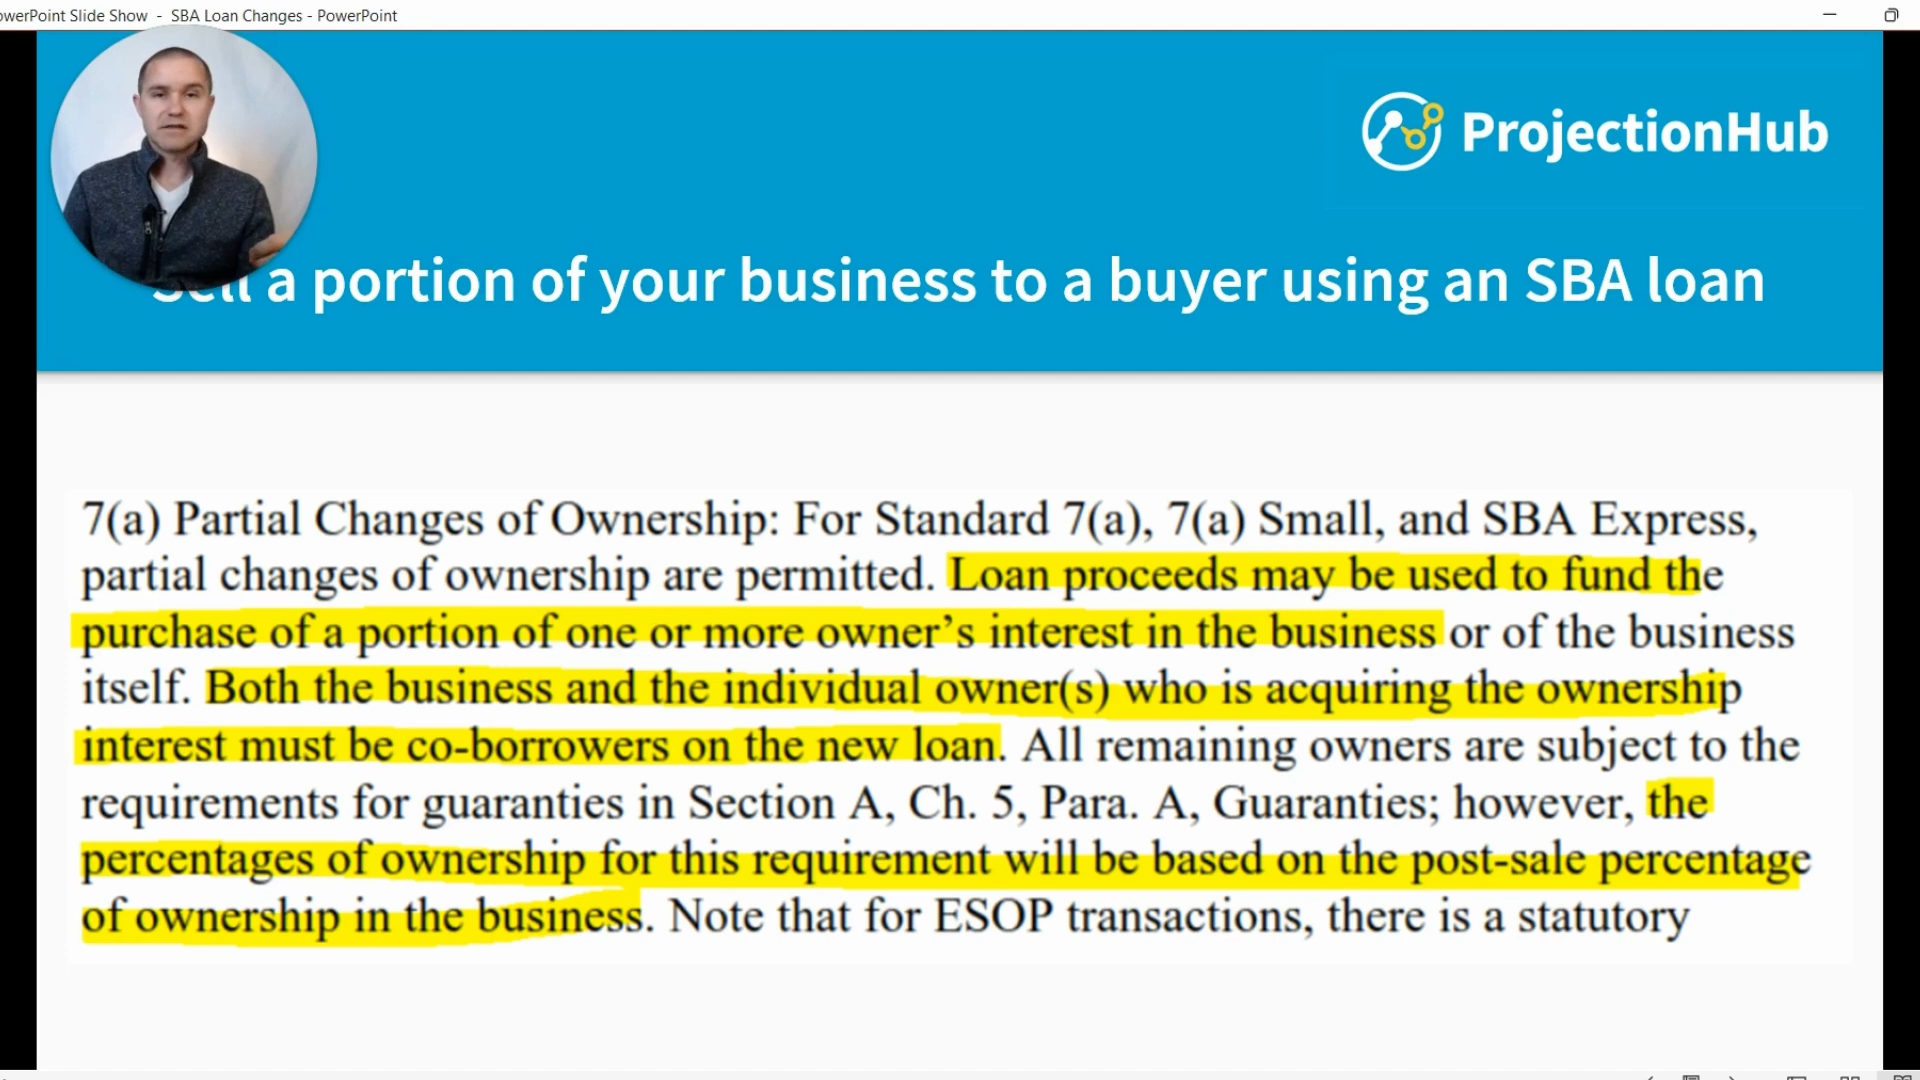 PowerPoint Slide Show - SBA Loan Changes - PowerPoint
ProjectionHub
Sell a portion of your business to a buyer using an SBA loan
7(a) Partial Changes of Ownership: For Standard 7(a), 7(a) Small, and SBA Express,
partial changes of ownership are permitted. Loan proceeds may be used to fund the
purchase of a portion of one or more owner’s interest in the business or of the business
itself. Both the business and the individual owner(s) who is acquiring the ownership
interest must be co-borrowers on the new loan. All remaining owners are subject to the
requirements for guaranties in Section A, Ch. 5, Para. A, Guaranties; however, the
percentages of ownership for this requirement will be based on the post-sale percentage
of ownership in the business. Note that for ESOP transactions, there is a statutory